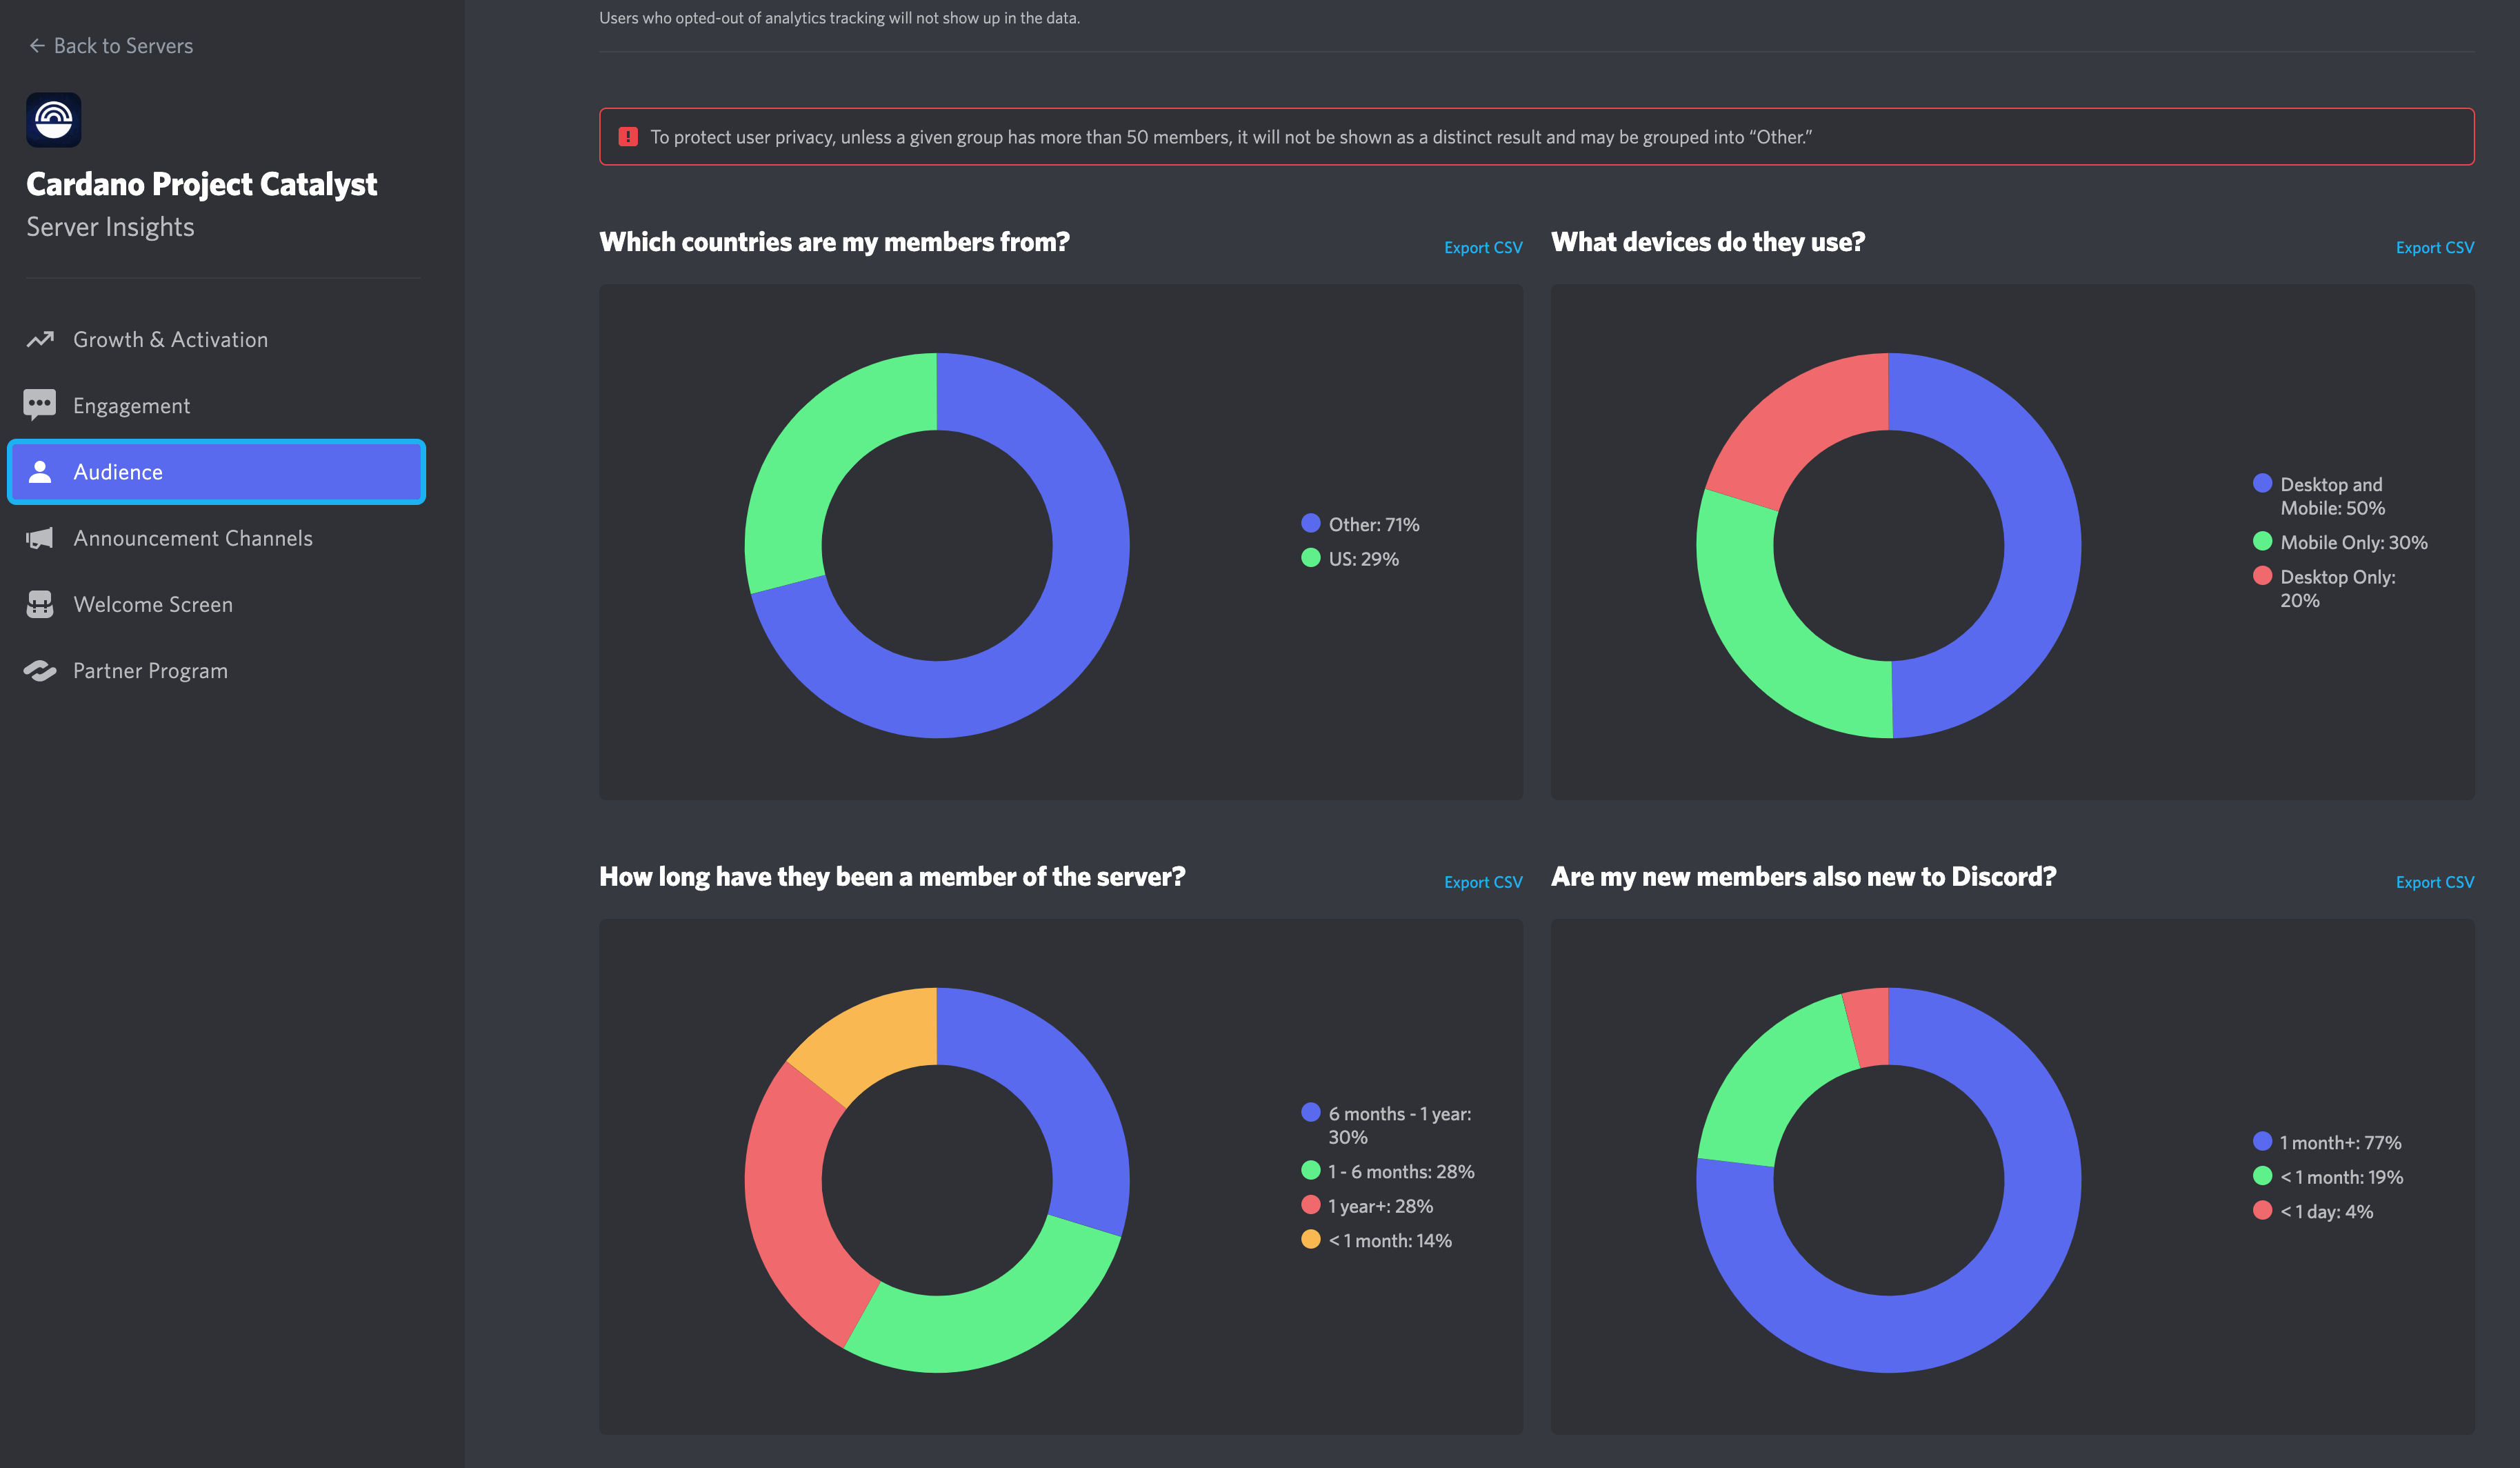 Users who opted-out of analytics tracking will not show up in the data.
← Back to Servers
Cardano Project Catalyst
Server Insights
Growth & Activation
Engagement
Audience
Announcement Channels
Welcome Screen
Partner Program
To protect user privacy, unless a given group has more than 50 members, it will not be shown as a distinct result and may be grouped into “Other.”
Which countries are my members from?
Export CSV
Other: 71%
US: 29%
What devices do they use?
Export CSV
Desktop and
Mobile: 50%
Mobile Only: 30%
Desktop Only:
20%
How long have they been a member of the server?
Export CSV
6 months - 1 year:
30%
1 - 6 months: 28%
1 year+: 28%
< 1 month: 14%
Are my new members also new to Discord?
Export CSV
1 month+: 77%
< 1 month: 19%
< 1 day: 4%